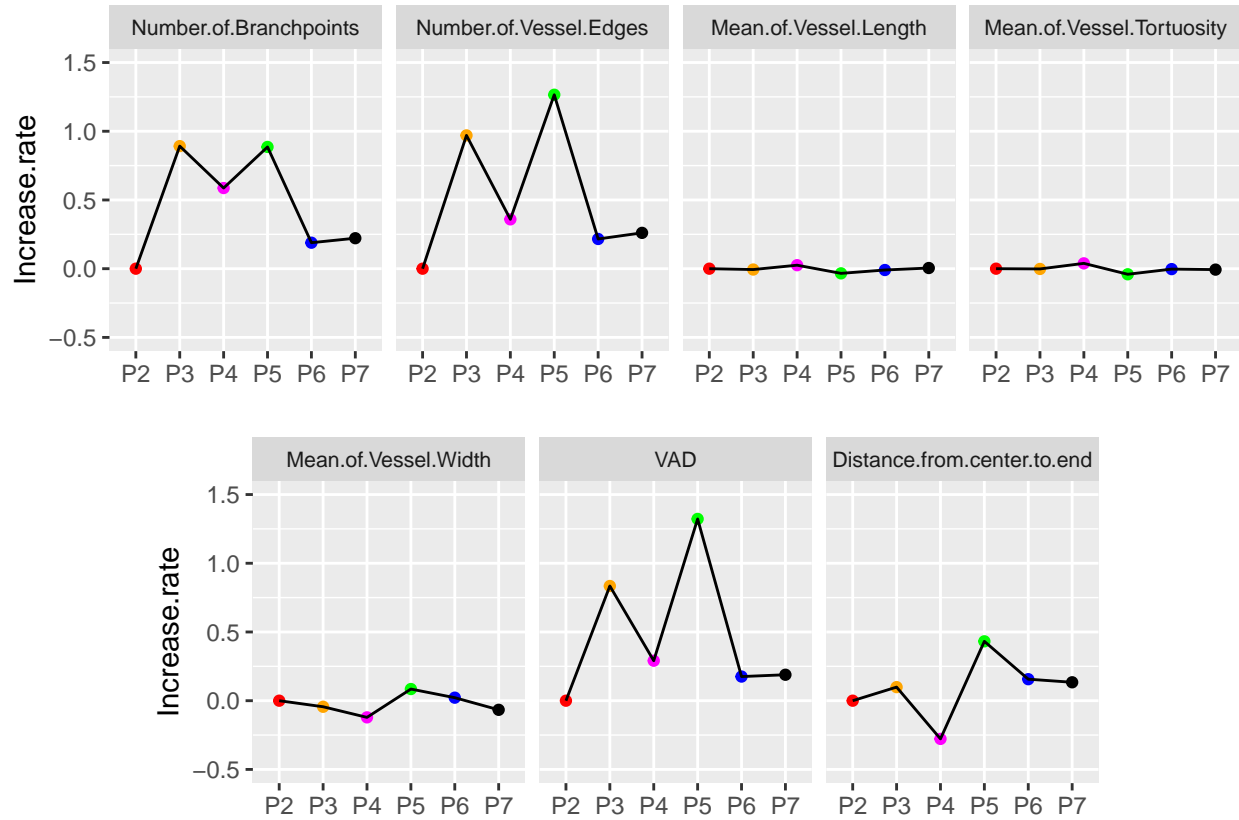 Number.of.Branchpoints Number.of.Vessel.Edges Mean.of.Vessel.Length Mean.of.Vessel.Tortuosity
Increase.rate
1.5
1.0
0.5
0.0
−0.5
P2 P3 P4 P5 P6 P7 P2 P3 P4 P5 P6 P7 P2 P3 P4 P5 P6 P7 P2 P3 P4 P5 P6 P7
Mean.of.Vessel.Width VAD Distance.from.center.to.end
Increase.rate
1.5
1.0
0.5
0.0
−0.5
P2 P3 P4 P5 P6 P7 P2 P3 P4 P5 P6 P7 P2 P3 P4 P5 P6 P7